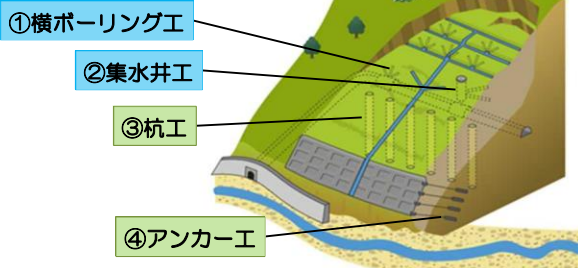 ①横ボーリング工
②集水井工
③杭工
④アンカー工